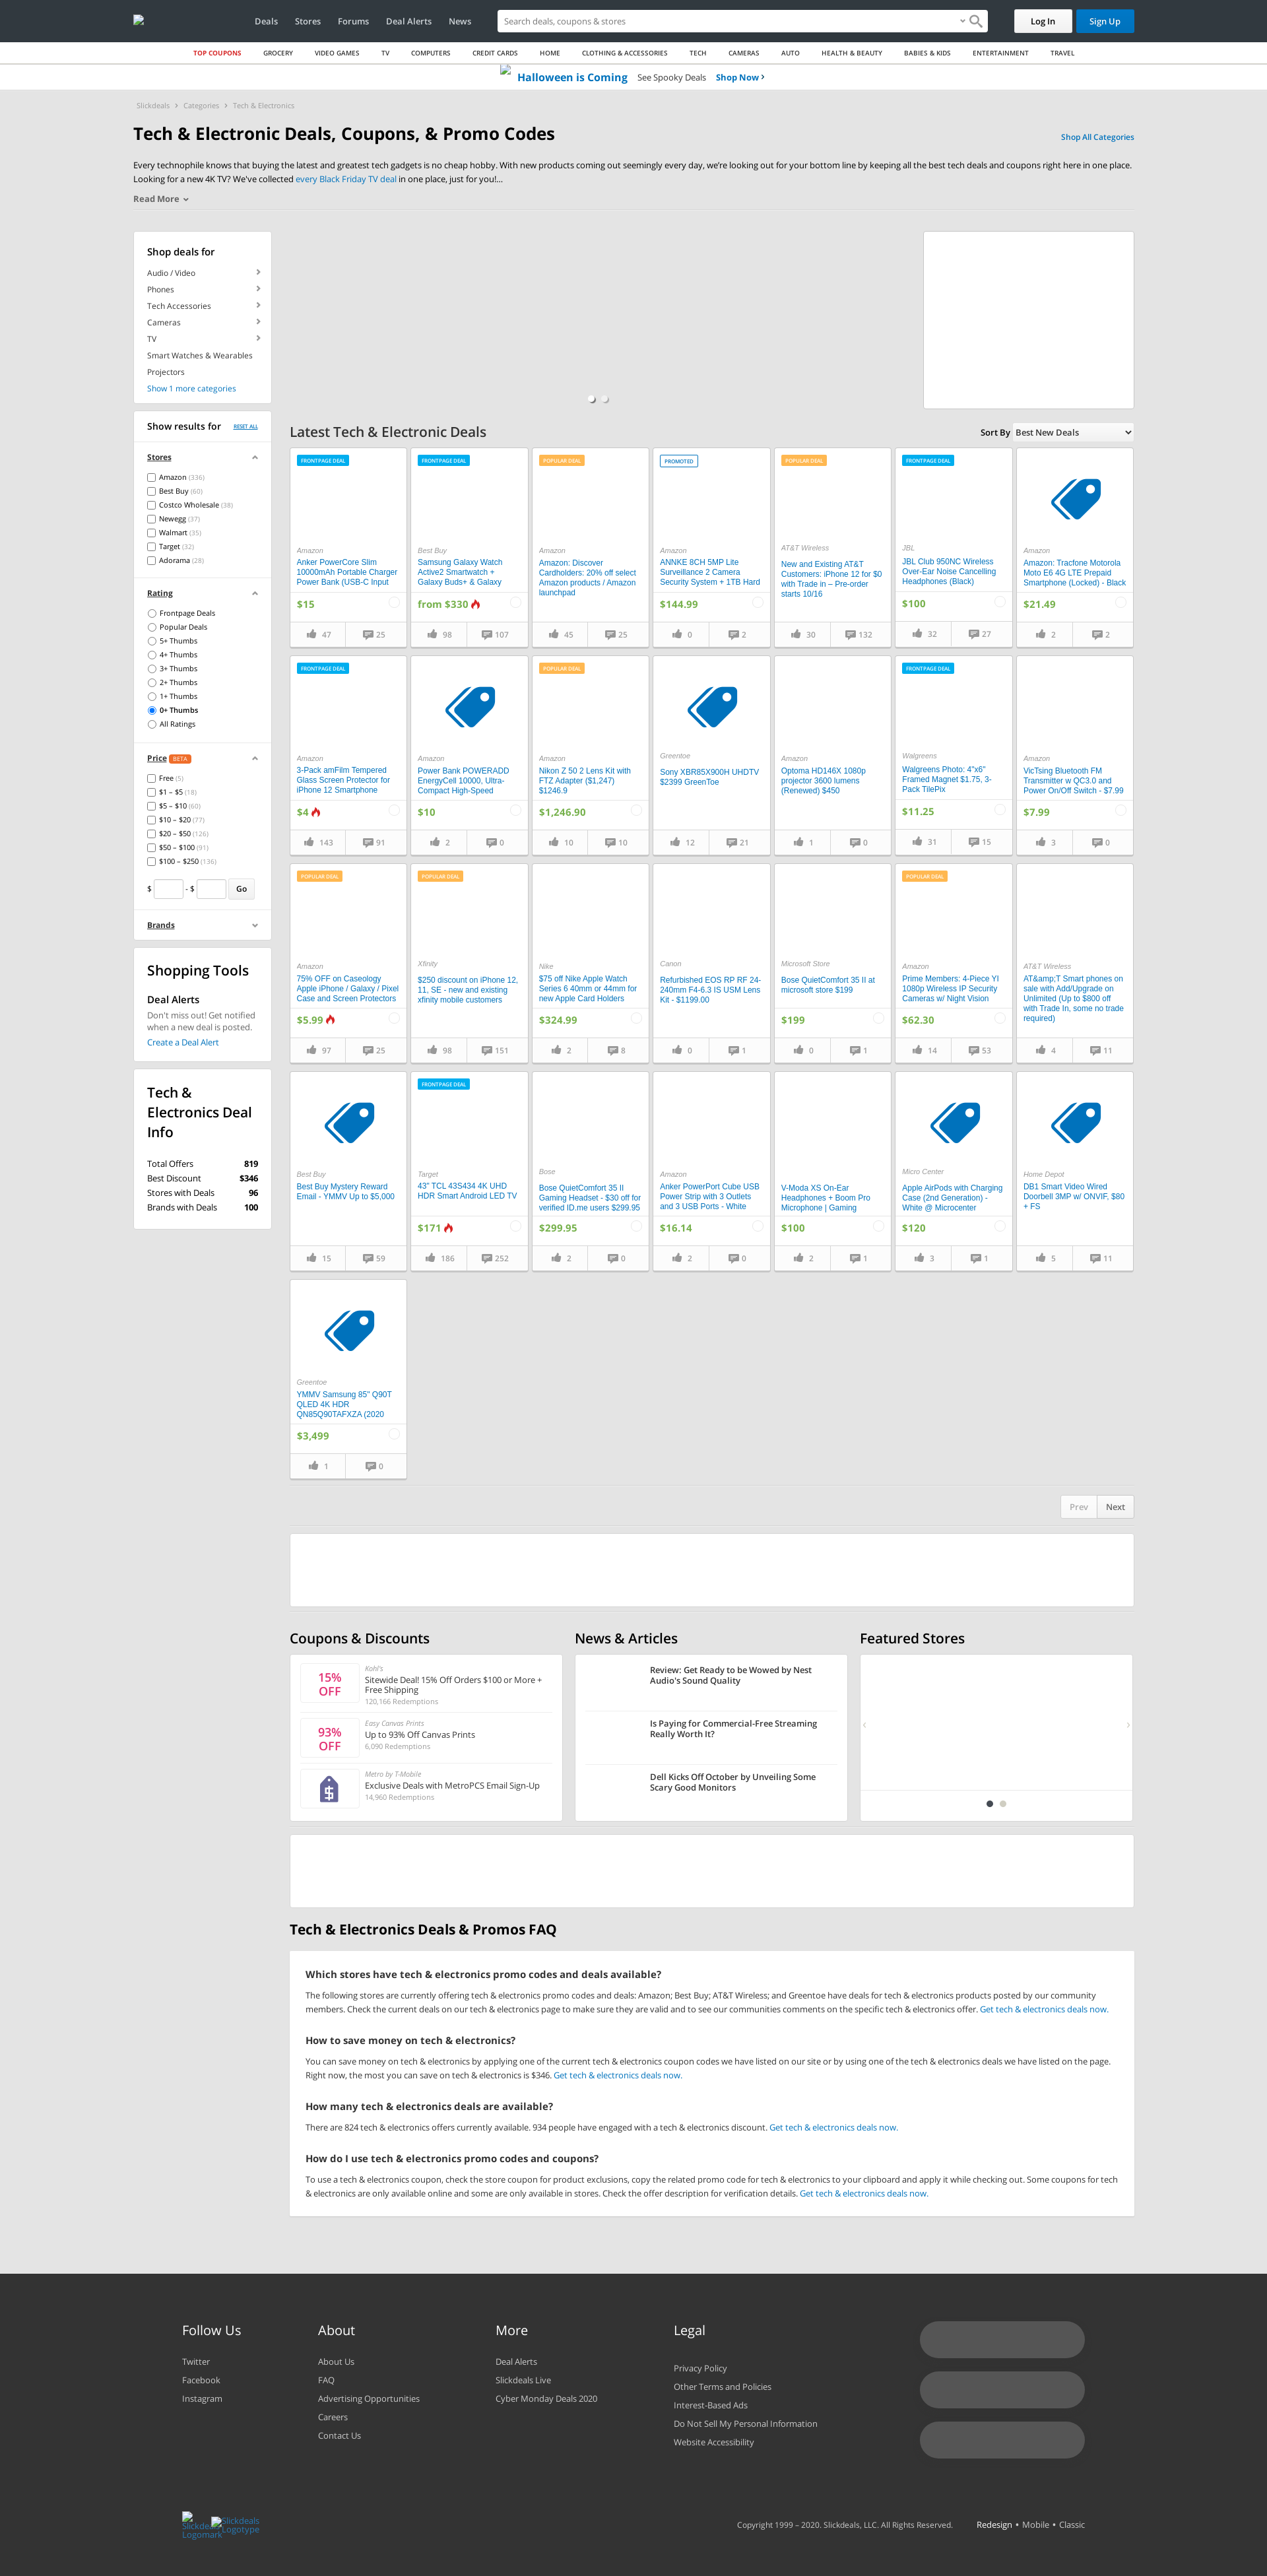 Deals Stores Forums Deal Alerts News
Search deals, coupons & stores
Log In
Sign Up
TOP COUPONS GROCERY VIDEO GAMES TV COMPUTERS CREDIT CARDS HOME CLOTHING & ACCESSORIES TECH CAMERAS AUTO HEALTH & BEAUTY BABIES & KIDS ENTERTAINMENT TRAVEL
Halloween is Coming See Spooky Deals Shop Now
Slickdeals Categories Tech & Electronics
Tech & Electronic Deals, Coupons, & Promo Codes
Shop All Categories
Every technophile knows that buying the latest and greatest tech gadgets is no cheap hobby. With new products coming out seemingly every day, we're looking out for your bottom line by keeping all the best tech deals and coupons right here in one place.
Looking for a new 4K TV? We've collected every Black Friday TV deal in one place, just for you!...
Read More
Shop deals for
Audio / Video
Phones
Tech Accessories
Cameras
TV
Smart Watches & Wearables
Projectors
Show 1 more categories
Show results for RESET ALL
Stores
Amazon (336)
Best Buy (60)
Costco Wholesale (38)
Newegg (37)
Walmart (35)
Target (32)
Adorama (28)
Rating
Frontpage Deals
Popular Deals
5+ Thumbs
4+ Thumbs
3+ Thumbs
2+ Thumbs
1+ Thumbs
0+ Thumbs
All Ratings
Price BETA
Free (5)
$1 – $5 (18)
$5 – $10 (60)
$10 – $20 (77)
$20 – $50 (126)
$50 – $100 (91)
$100 – $250 (136)
$ - $ Go
Brands
Shopping Tools
Deal Alerts
Don't miss out! Get notified
when a new deal is posted.
Create a Deal Alert
Tech &
Electronics Deal
Info
Total Offers 819
Best Discount $346
Stores with Deals 96
Brands with Deals 100
Latest Tech & Electronic Deals
Sort By Best New Deals
FRONTPAGE DEAL
Amazon
Anker PowerCore Slim
10000mAh Portable Charger
Power Bank (USB-C Input
$15
47 25
FRONTPAGE DEAL
Best Buy
Samsung Galaxy Watch
Active2 Smartwatch +
Galaxy Buds+ & Galaxy
from $330
98 107
POPULAR DEAL
Amazon
Amazon: Discover
Cardholders: 20% off select
Amazon products / Amazon
launchpad
45 25
PROMOTED
Amazon
ANNKE 8CH 5MP Lite
Surveillance 2 Camera
Security System + 1TB Hard
$144.99
0 2
POPULAR DEAL
AT&T Wireless
New and Existing AT&T
Customers: iPhone 12 for $0
with Trade in – Pre-order
starts 10/16
30 132
FRONTPAGE DEAL
JBL
JBL Club 950NC Wireless
Over-Ear Noise Cancelling
Headphones (Black)
$100
32 27
Amazon
Amazon: Tracfone Motorola
Moto E6 4G LTE Prepaid
Smartphone (Locked) - Black
$21.49
2 2
FRONTPAGE DEAL
Amazon
3-Pack amFilm Tempered
Glass Screen Protector for
iPhone 12 Smartphone
$4
143 91
Amazon
Power Bank POWERADD
EnergyCell 10000, Ultra-
Compact High-Speed
$10
2 0
POPULAR DEAL
Amazon
Nikon Z 50 2 Lens Kit with
FTZ Adapter ($1,247)
$1246.9
$1,246.90
10 10
Greentoe
Sony XBR85X900H UHDTV
$2399 GreenToe
12 21
Amazon
Optoma HD146X 1080p
projector 3600 lumens
(Renewed) $450
1 0
FRONTPAGE DEAL
Walgreens
Walgreens Photo: 4"x6"
Framed Magnet $1.75, 3-
Pack TilePix
$11.25
31 15
Amazon
VicTsing Bluetooth FM
Transmitter w QC3.0 and
Power On/Off Switch - $7.99
$7.99
3 0
POPULAR DEAL
Amazon
75% OFF on Caseology
Apple iPhone / Galaxy / Pixel
Case and Screen Protectors
$5.99
97 25
POPULAR DEAL
Xfinity
$250 discount on iPhone 12,
11, SE - new and existing
xfinity mobile customers
98 151
Nike
$75 off Nike Apple Watch
Series 6 40mm or 44mm for
new Apple Card Holders
$324.99
2 8
Canon
Refurbished EOS RP RF 24-
240mm F4-6.3 IS USM Lens
Kit - $1199.00
0 1
Microsoft Store
Bose QuietComfort 35 II at
microsoft store $199
$199
0 1
POPULAR DEAL
Amazon
Prime Members: 4-Piece YI
1080p Wireless IP Security
Cameras w/ Night Vision
$62.30
14 53
AT&T Wireless
AT&amp;T Smart phones on
sale with Add/Upgrade on
Unlimited (Up to $800 off
with Trade In, some no trade
required)
4 11
Best Buy
Best Buy Mystery Reward
Email - YMMV Up to $5,000
15 59
FRONTPAGE DEAL
Target
43" TCL 43S434 4K UHD
HDR Smart Android LED TV
$171
186 252
Bose
Bose QuietComfort 35 II
Gaming Headset - $30 off for
verified ID.me users $299.95
$299.95
2 0
Amazon
Anker PowerPort Cube USB
Power Strip with 3 Outlets
and 3 USB Ports - White
$16.14
2 0
V-Moda XS On-Ear
Headphones + Boom Pro
Microphone | Gaming
$100
2 1
Micro Center
Apple AirPods with Charging
Case (2nd Generation) -
White @ Microcenter
$120
3 1
Home Depot
DB1 Smart Video Wired
Doorbell 3MP w/ ONVIF, $80
+ FS
5 11
Greentoe
YMMV Samsung 85" Q90T
QLED 4K HDR
QN85Q90TAFXZA (2020
$3,499
1 0
Prev Next
Coupons & Discounts
15%
OFF
Kohl's
Sitewide Deal! 15% Off Orders $100 or More +
Free Shipping
120,166 Redemptions
93%
OFF
Easy Canvas Prints
Up to 93% Off Canvas Prints
6,090 Redemptions
Metro by T-Mobile
Exclusive Deals with MetroPCS Email Sign-Up
14,960 Redemptions
News & Articles
Review: Get Ready to be Wowed by Nest
Audio's Sound Quality
Is Paying for Commercial-Free Streaming
Really Worth It?
Dell Kicks Off October by Unveiling Some
Scary Good Monitors
Featured Stores
Tech & Electronics Deals & Promos FAQ
Which stores have tech & electronics promo codes and deals available?
The following stores are currently offering tech & electronics promo codes and deals: Amazon; Best Buy; AT&T Wireless; and Greentoe have deals for tech & electronics products posted by our community
members. Check the current deals on our tech & electronics page to make sure they are valid and to see our communities comments on the specific tech & electronics offer. Get tech & electronics deals now.
How to save money on tech & electronics?
You can save money on tech & electronics by applying one of the current tech & electronics coupon codes we have listed on our site or by using one of the tech & electronics deals we have listed on the page.
Right now, the most you can save on tech & electronics is $346. Get tech & electronics deals now.
How many tech & electronics deals are available?
There are 824 tech & electronics offers currently available. 934 people have engaged with a tech & electronics discount. Get tech & electronics deals now.
How do I use tech & electronics promo codes and coupons?
To use a tech & electronics coupon, check the store coupon for product exclusions, copy the related promo code for tech & electronics to your clipboard and apply it while checking out. Some coupons for tech
& electronics are only available online and some are only available in stores. Check the offer description for verification details. Get tech & electronics deals now.
Follow Us
Twitter
Facebook
Instagram
About
About Us
FAQ
Advertising Opportunities
Careers
Contact Us
More
Deal Alerts
Slickdeals Live
Cyber Monday Deals 2020
Legal
Privacy Policy
Other Terms and Policies
Interest-Based Ads
Do Not Sell My Personal Information
Website Accessibility
Slickdeals
Logomark
Slickdeals
Logotype
Copyright 1999 – 2020. Slickdeals, LLC. All Rights Reserved. Redesign • Mobile • Classic